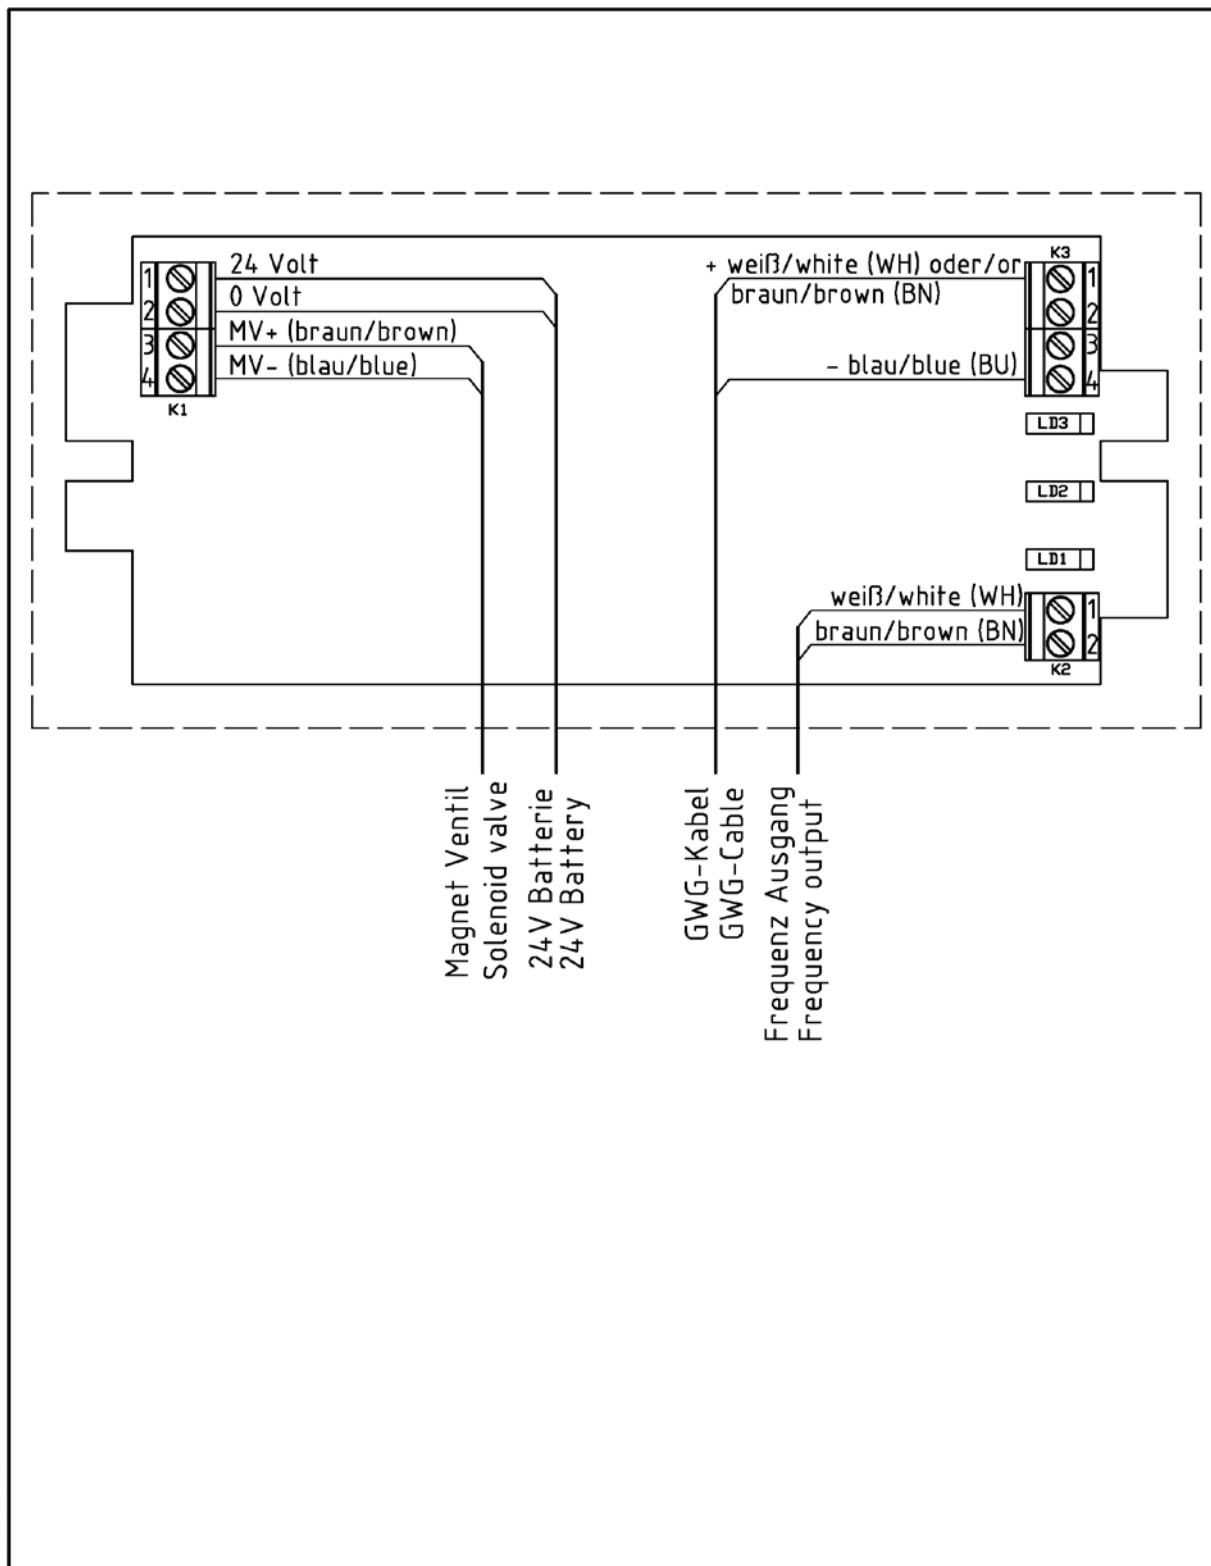 24 Volt
0 Volt
MV+ (braun/brown)
MV- (blau/blue)
1
2
3
4
K1
K3
+ weiß/white (WH) oder/or
braun/brown (BN)
- blau/blue (BU)
1
2
3
4
LD3
LD2
LD1
weiß/white (WH)
braun/brown (BN)
1
2
K2
Magnet Ventil
Solenoid valve
24V Batterie
24V Battery
GWG-Kabel
GWG-Cable
Frequenz Ausgang
Frequency output